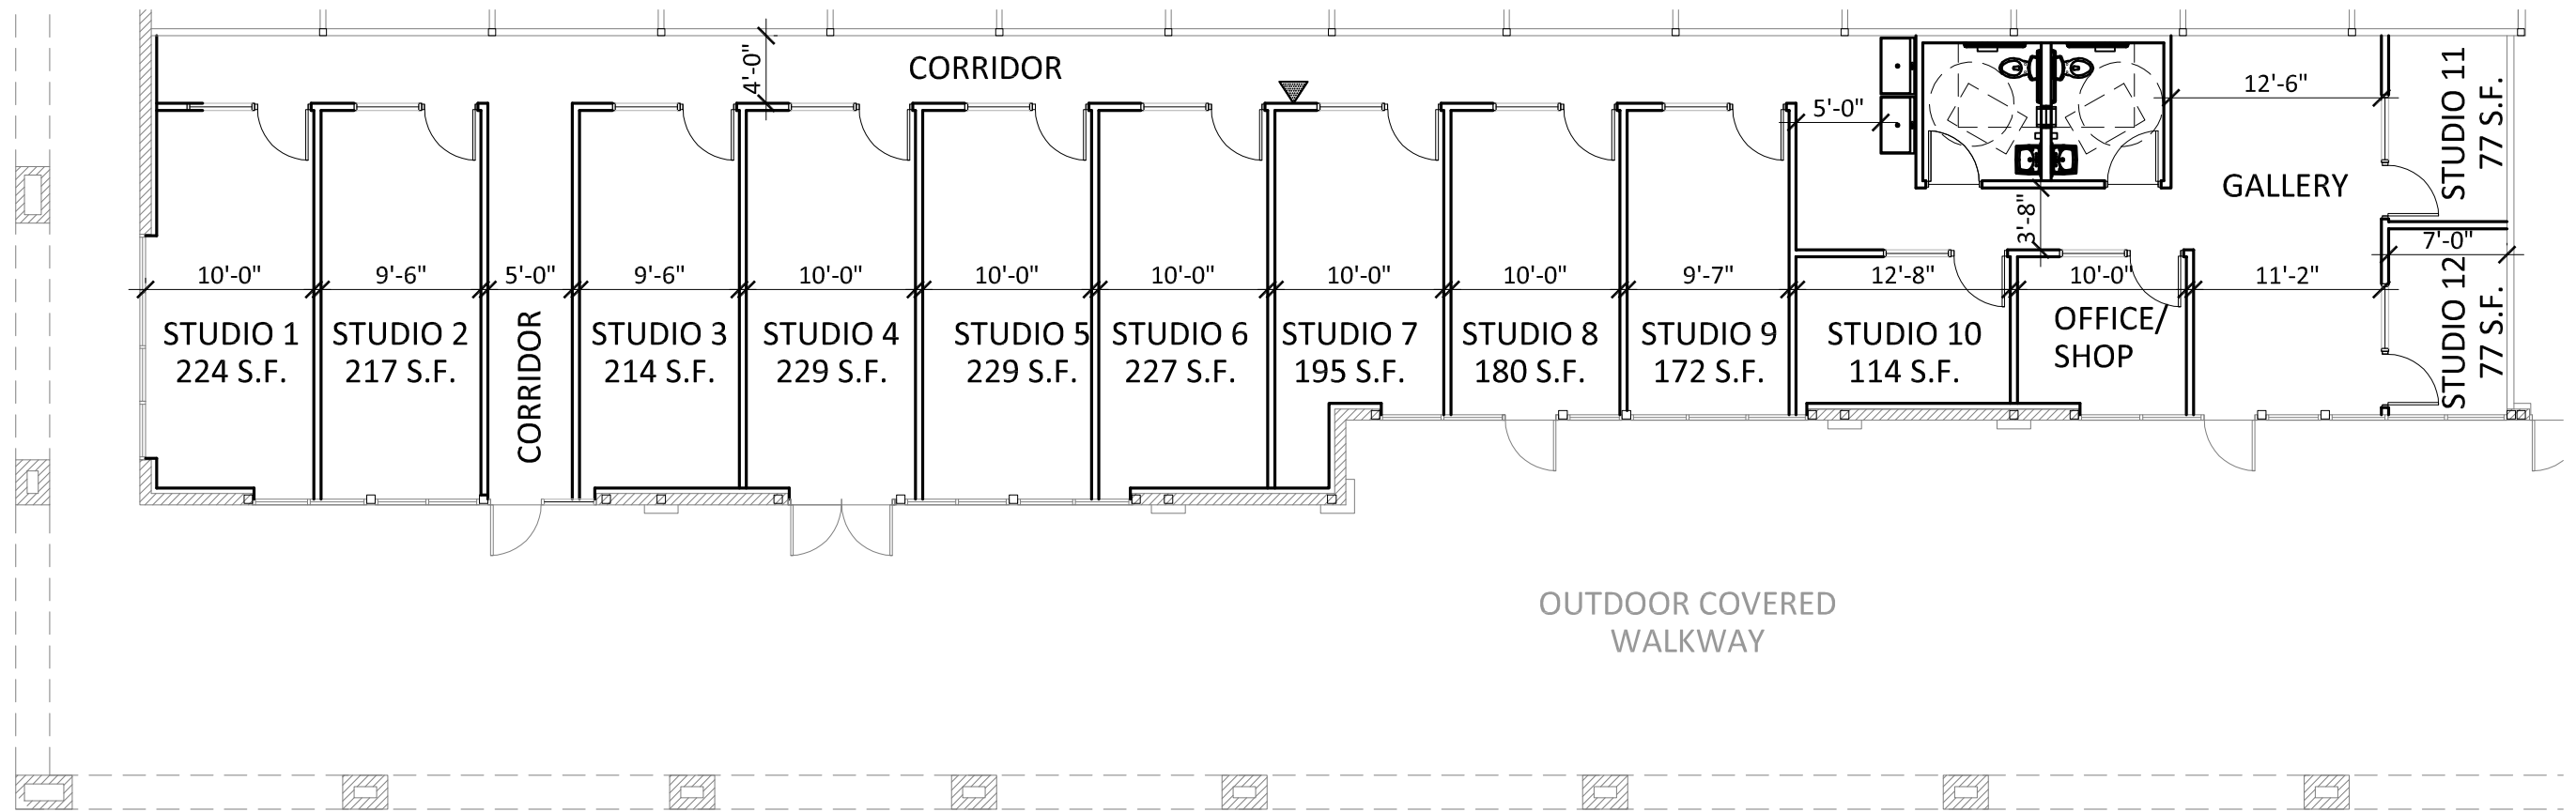 CORRIDOR
4'-0"
5'-0"
12'-6"
STUDIO 11
77 S.F.
GALLERY
3'-8"
7'-0"
10'-0"
9'-6"
5'-0"
9'-6"
10'-0"
10'-0"
10'-0"
10'-0"
10'-0"
9'-7"
12'-8"
10'-0"
11'-2"
STUDIO 1
224 S.F.
STUDIO 2
217 S.F.
CORRIDOR
STUDIO 3
214 S.F.
STUDIO 4
229 S.F.
STUDIO 5
229 S.F.
STUDIO 6
227 S.F.
STUDIO 7
195 S.F.
STUDIO 8
180 S.F.
STUDIO 9
172 S.F.
STUDIO 10
114 S.F.
OFFICE/
SHOP
STUDIO 12
77 S.F.
OUTDOOR COVERED
WALKWAY